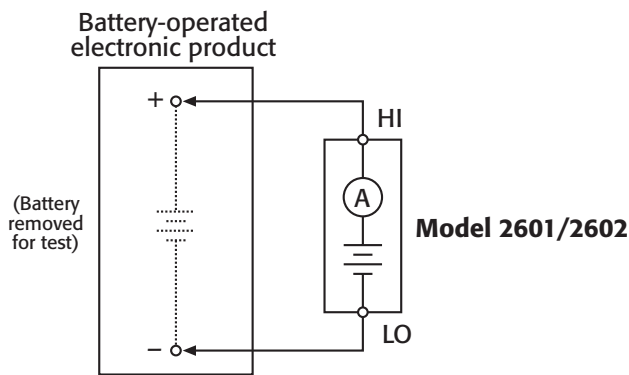 Battery-operated
electronic product
+
HI
(Battery
removed
for test)
A
Model 2601/2602
LO
–